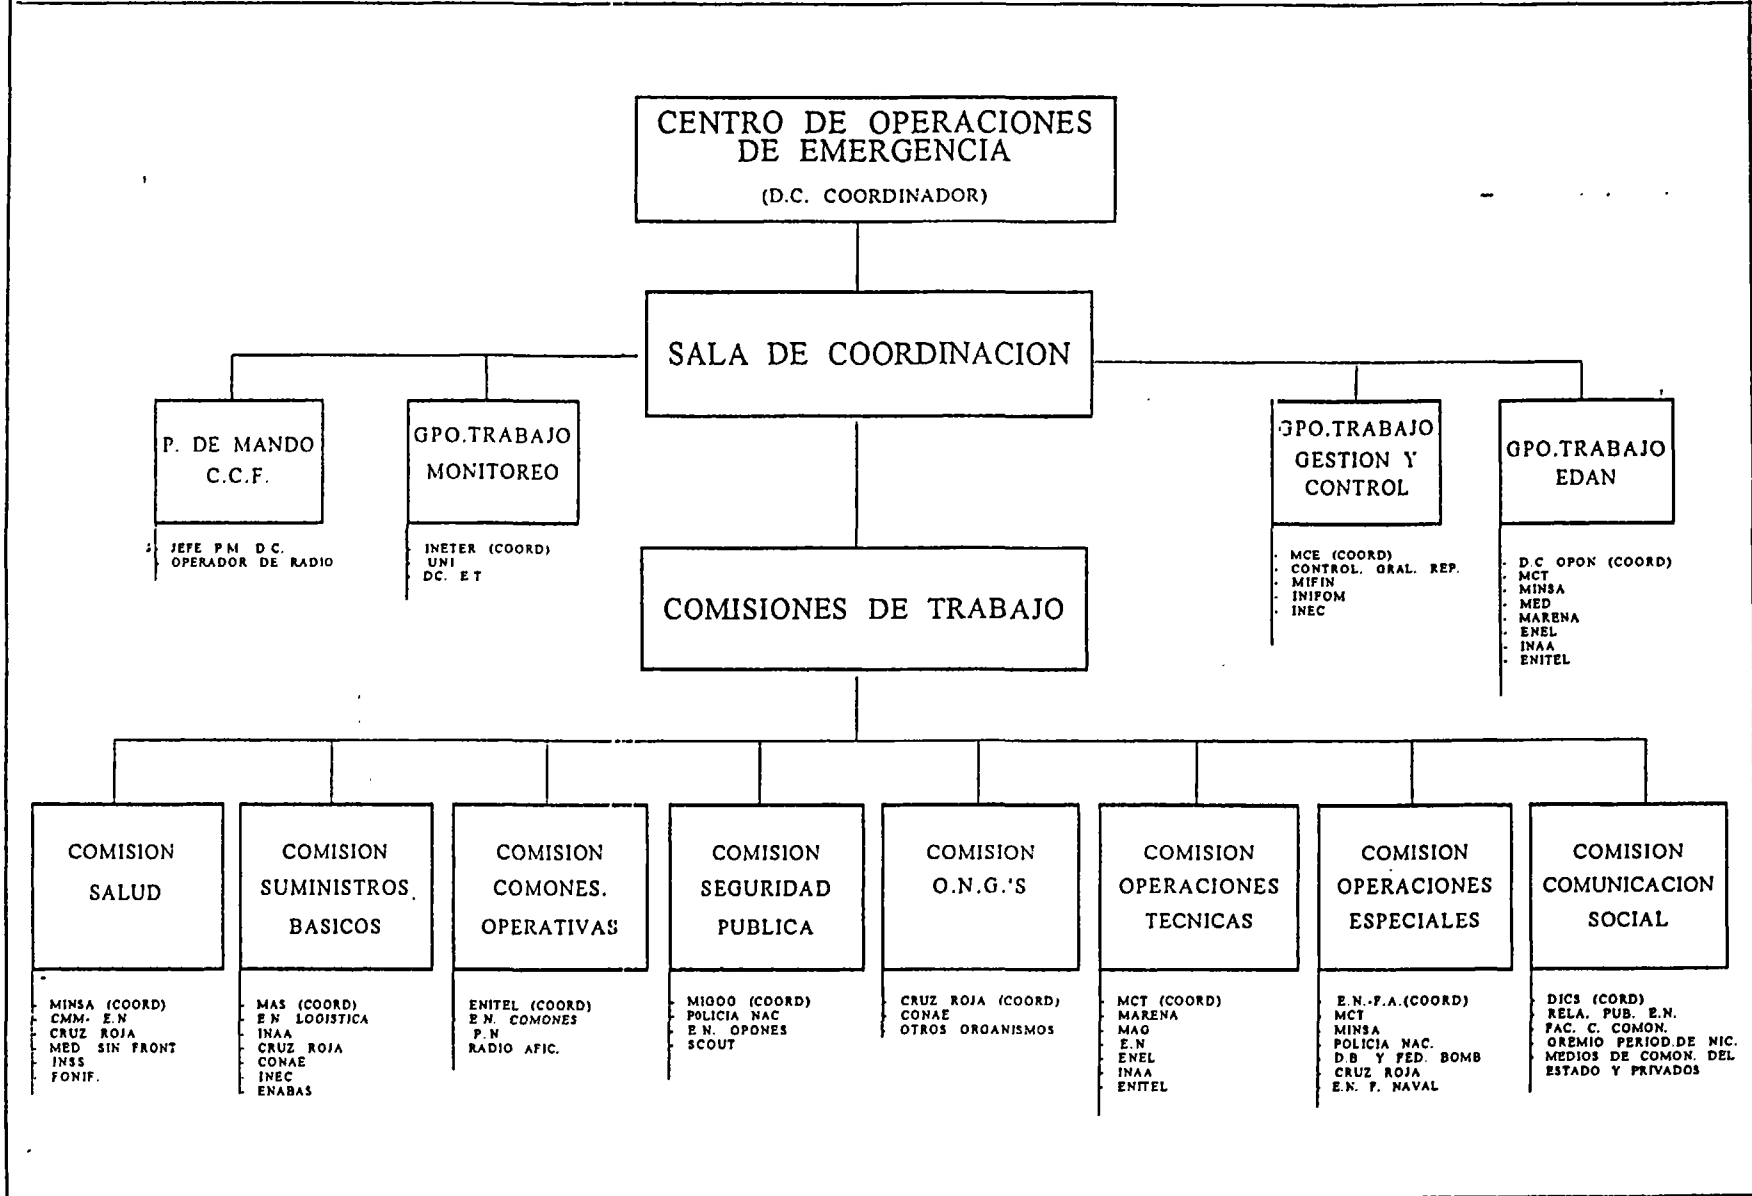 CENTRO DE OPERACIONES
DE EMERGENCIA
(D.C. COORDINADOR)
SALA DE COORDINACION
P. DE MANDO
C.C.F.
JEFE PM D C.
OPERADOR DE RADIO
GPO.TRABAJO
MONITOREO
INETER (COORD)
UNI
DC. ET
GPO.TRABAJO
GESTION Y
CONTROL
MCE (COORD)
CONTROL. GRAL. REP.
MIFIN
INIFOM
INEC
GPO.TRABAJO
EDAN
D.C OPON (COORD)
MCT
MINSA
MED
MARENA
ENEL
INAA
ENITEL
COMISIONES DE TRABAJO
COMISION
SALUD
MINSA (COORD)
CMM- E.N
CRUZ ROJA
MED SIN FRONT
INSS
FONIF.
COMISION
SUMINISTROS.
BASICOS
MAS (COORD)
EN LOGISTICA
INAA
CRUZ ROJA
CONAE
INEC
ENABAS
COMISION
COMONES.
OPERATIVAS
ENITEL (COORD)
E N. COMONES
P.N
RADIO AFIC.
COMISION
SEGURIDAD
PUBLICA
MIGOO (COORD)
POLICIA NAC
E N. OPONES
SCOUT
COMISION
O.N.G.'S
CRUZ ROJA (COORD)
CONAE
OTROS ORGANISMOS
COMISION
OPERACIONES
TECNICAS
MCT (COORD)
MARENA
MAG
E.N
ENEL
INAA
ENITEL
COMISION
OPERACIONES
ESPECIALES
E.N.-F.A.(COORD)
MCT
MINSA
POLICIA NAC.
D.B Y FED. BOMB
CRUZ ROJA
E.N. F. NAVAL
COMISION
COMUNICACION
SOCIAL
DICS (CORD)
RELA. PUB. E.N.
FAC. C. COMON.
GREMIO PERIOD.DE NIC.
MEDIOS DE COMON. DEL
ESTADO Y PRIVADOS